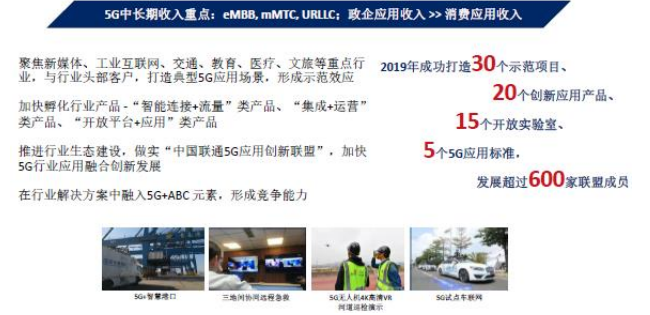 5G中长期收入重点：eMBB, mMTC, URLLC；政企应用收入 >> 消费应用收入
聚焦新媒体、工业互联网、交通、教育、医疗、文旅等重点行
业，与行业头部客户，打造典型5G应用场景，形成示范效应
加快孵化行业产品 -“智能连接+流量”类产品、“集成+运营”
类产品、“开放平台+应用”类产品
推进行业生态建设，做实“中国联通5G应用创新联盟”，加快
5G行业应用融合创新发展
在行业解决方案中融入5G+ABC 元素，形成竞争能力
2019年成功打造30个示范项目、
20个创新应用产品、
15个开放实验室、
5个5G应用标准，
发展超过600家联盟成员
5G+智慧港口
三地间协同远程急救
5G无人机4K高清VR
河道巡检演示
5G试点车联网